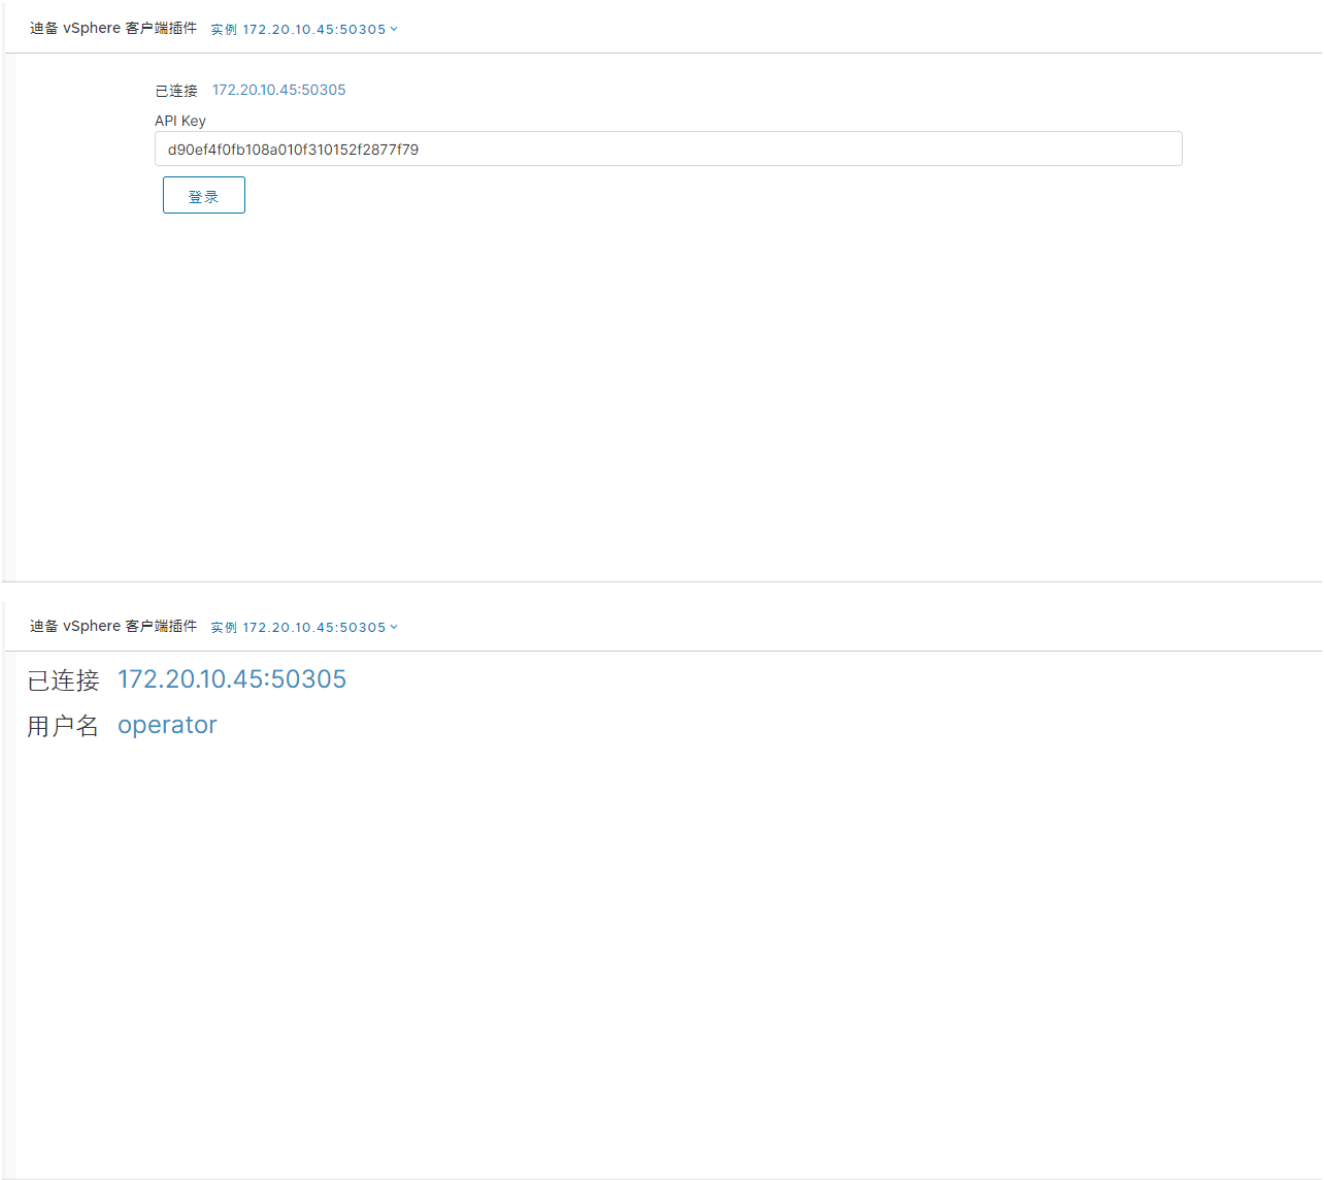 迪备 vSphere 客户端插件 实例 172.20.10.45:50305
已连接 172.20.10.45:50305
API Key
d90ef4f0fb108a010f310152f2877f79
登录
迪备 vSphere 客户端插件 实例 172.20.10.45:50305
已连接 172.20.10.45:50305
用户名 operator